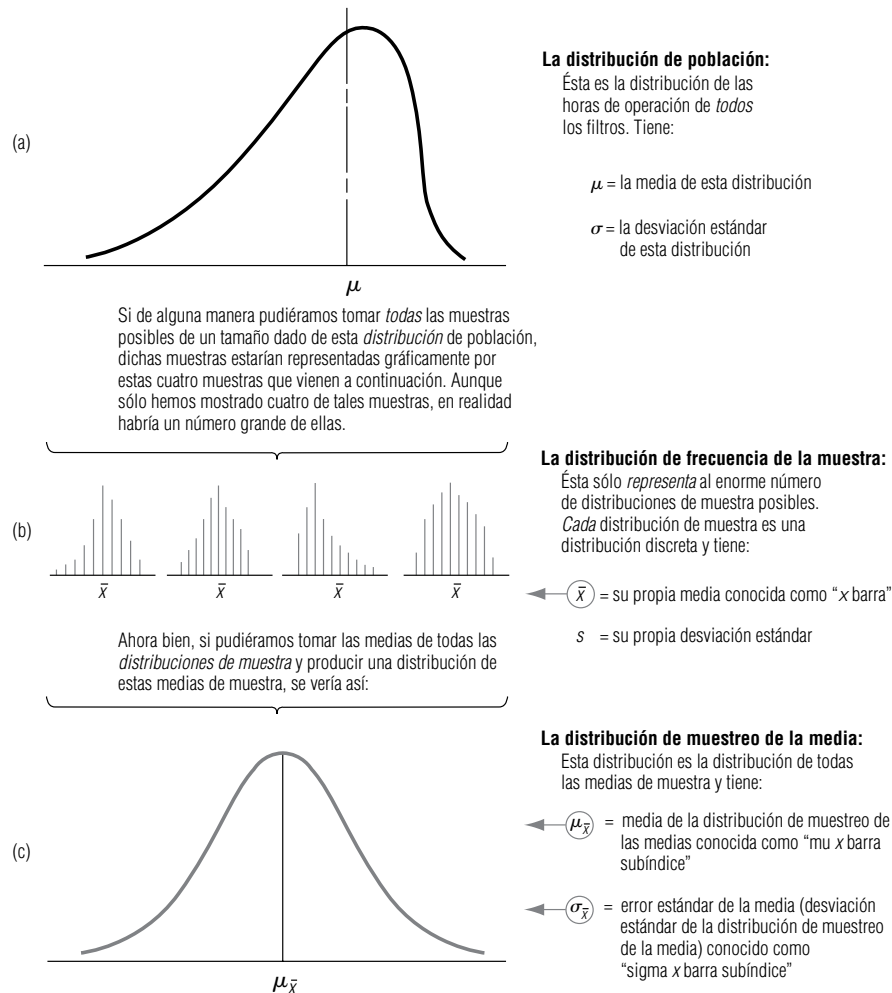 (a)
μ
La distribución de población:
Ésta es la distribución de las
horas de operación de todos
los filtros. Tiene:
μ = la media de esta distribución
σ = la desviación estándar
de esta distribución
Si de alguna manera pudiéramos tomar todas las muestras
posibles de un tamaño dado de esta distribución de población,
dichas muestras estarían representadas gráficamente por
estas cuatro muestras que vienen a continuación. Aunque
sólo hemos mostrado cuatro de tales muestras, en realidad
habría un número grande de ellas.
(b)
x̄ x̄ x̄ x̄
La distribución de frecuencia de la muestra:
Ésta sólo representa al enorme número
de distribuciones de muestra posibles.
Cada distribución de muestra es una
distribución discreta y tiene:
x̄ = su propia media conocida como “x barra”
s = su propia desviación estándar
Ahora bien, si pudiéramos tomar las medias de todas las
distribuciones de muestra y producir una distribución de
estas medias de muestra, se vería así:
(c)
μx̄
La distribución de muestreo de la media:
Esta distribución es la distribución de todas
las medias de muestra y tiene:
μx̄ = media de la distribución de muestreo de
las medias conocida como “mu x barra
subíndice”
σx̄ = error estándar de la media (desviación
estándar de la distribución de muestreo
de la media) conocido como
“sigma x barra subíndice”